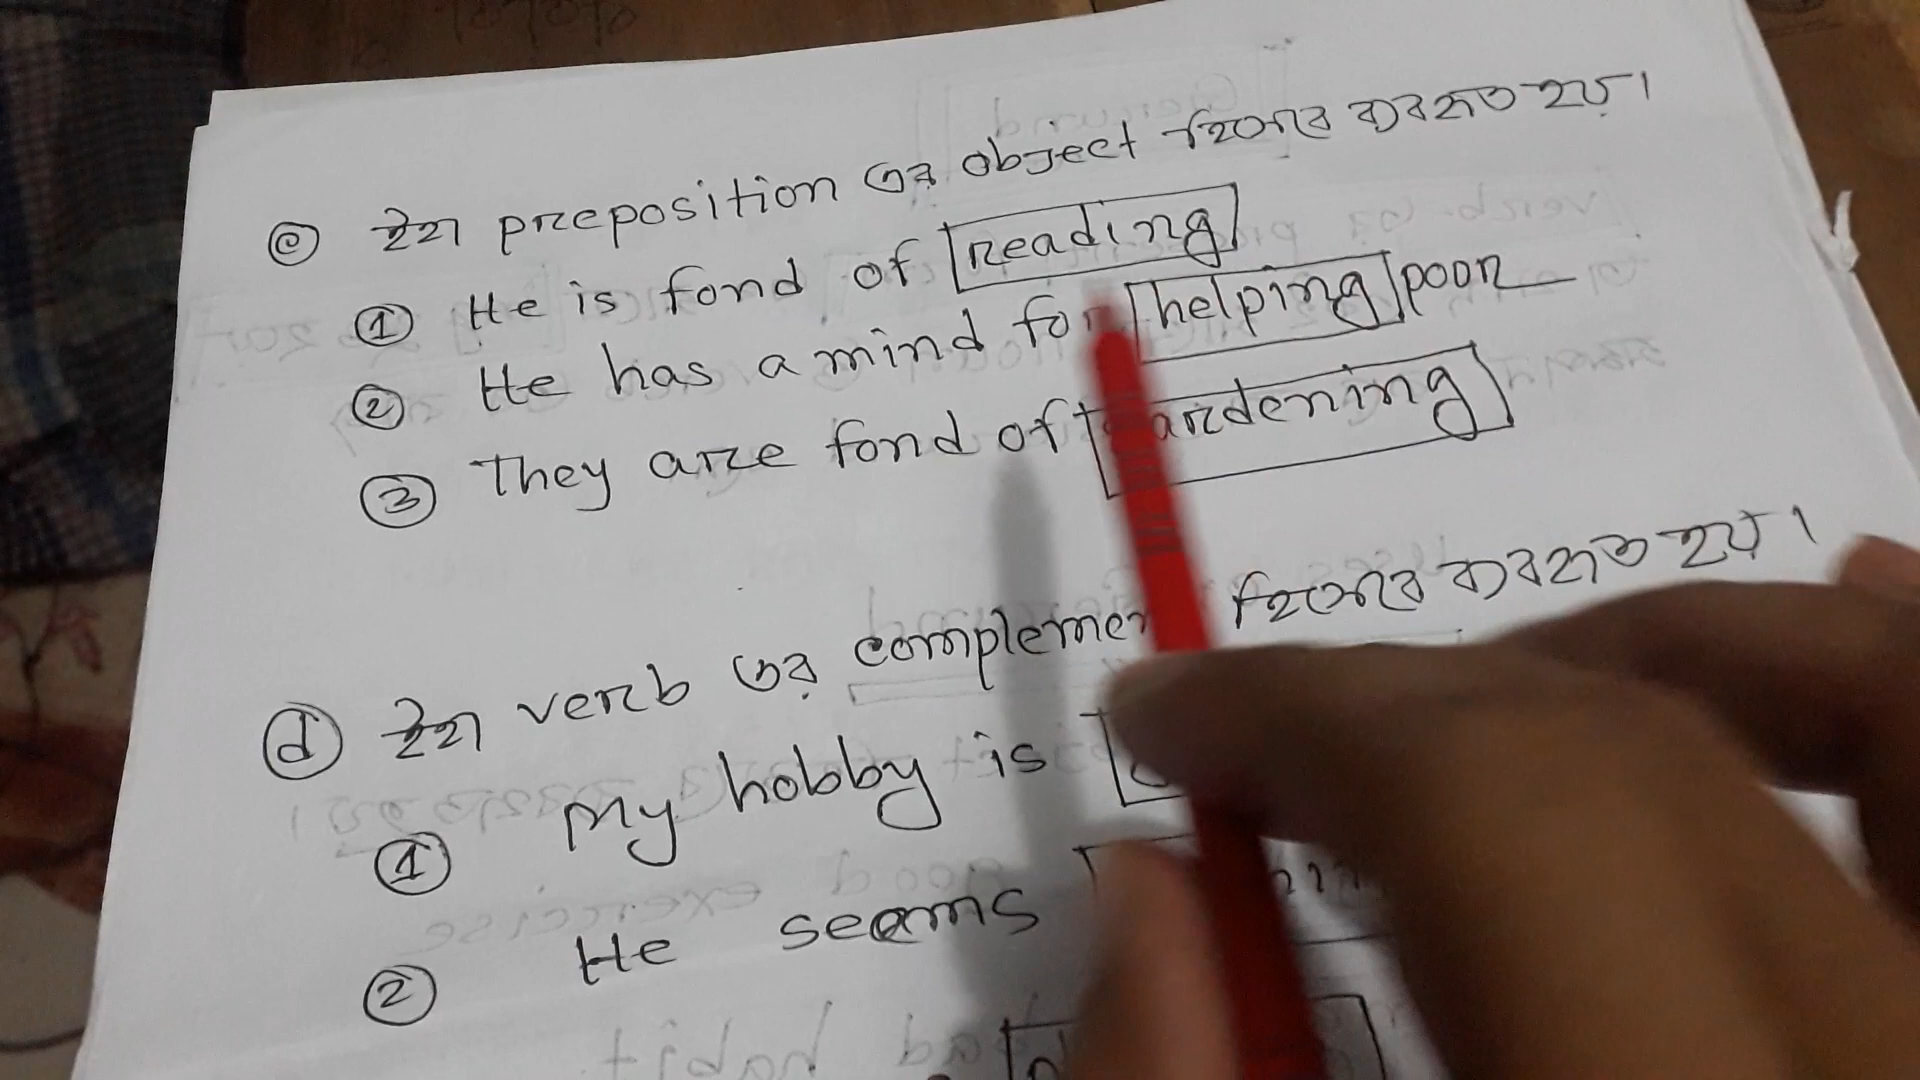 ⓒ ইহা preposition এর object হিসাবে ব্যবহৃত হয়।
① He is fond of reading
② He has a mind for helping poor
③ They are fond of gardening
ⓓ ইহা verb এর complement হিসাবে ব্যবহৃত হয়।
① My hobby is
② He seems